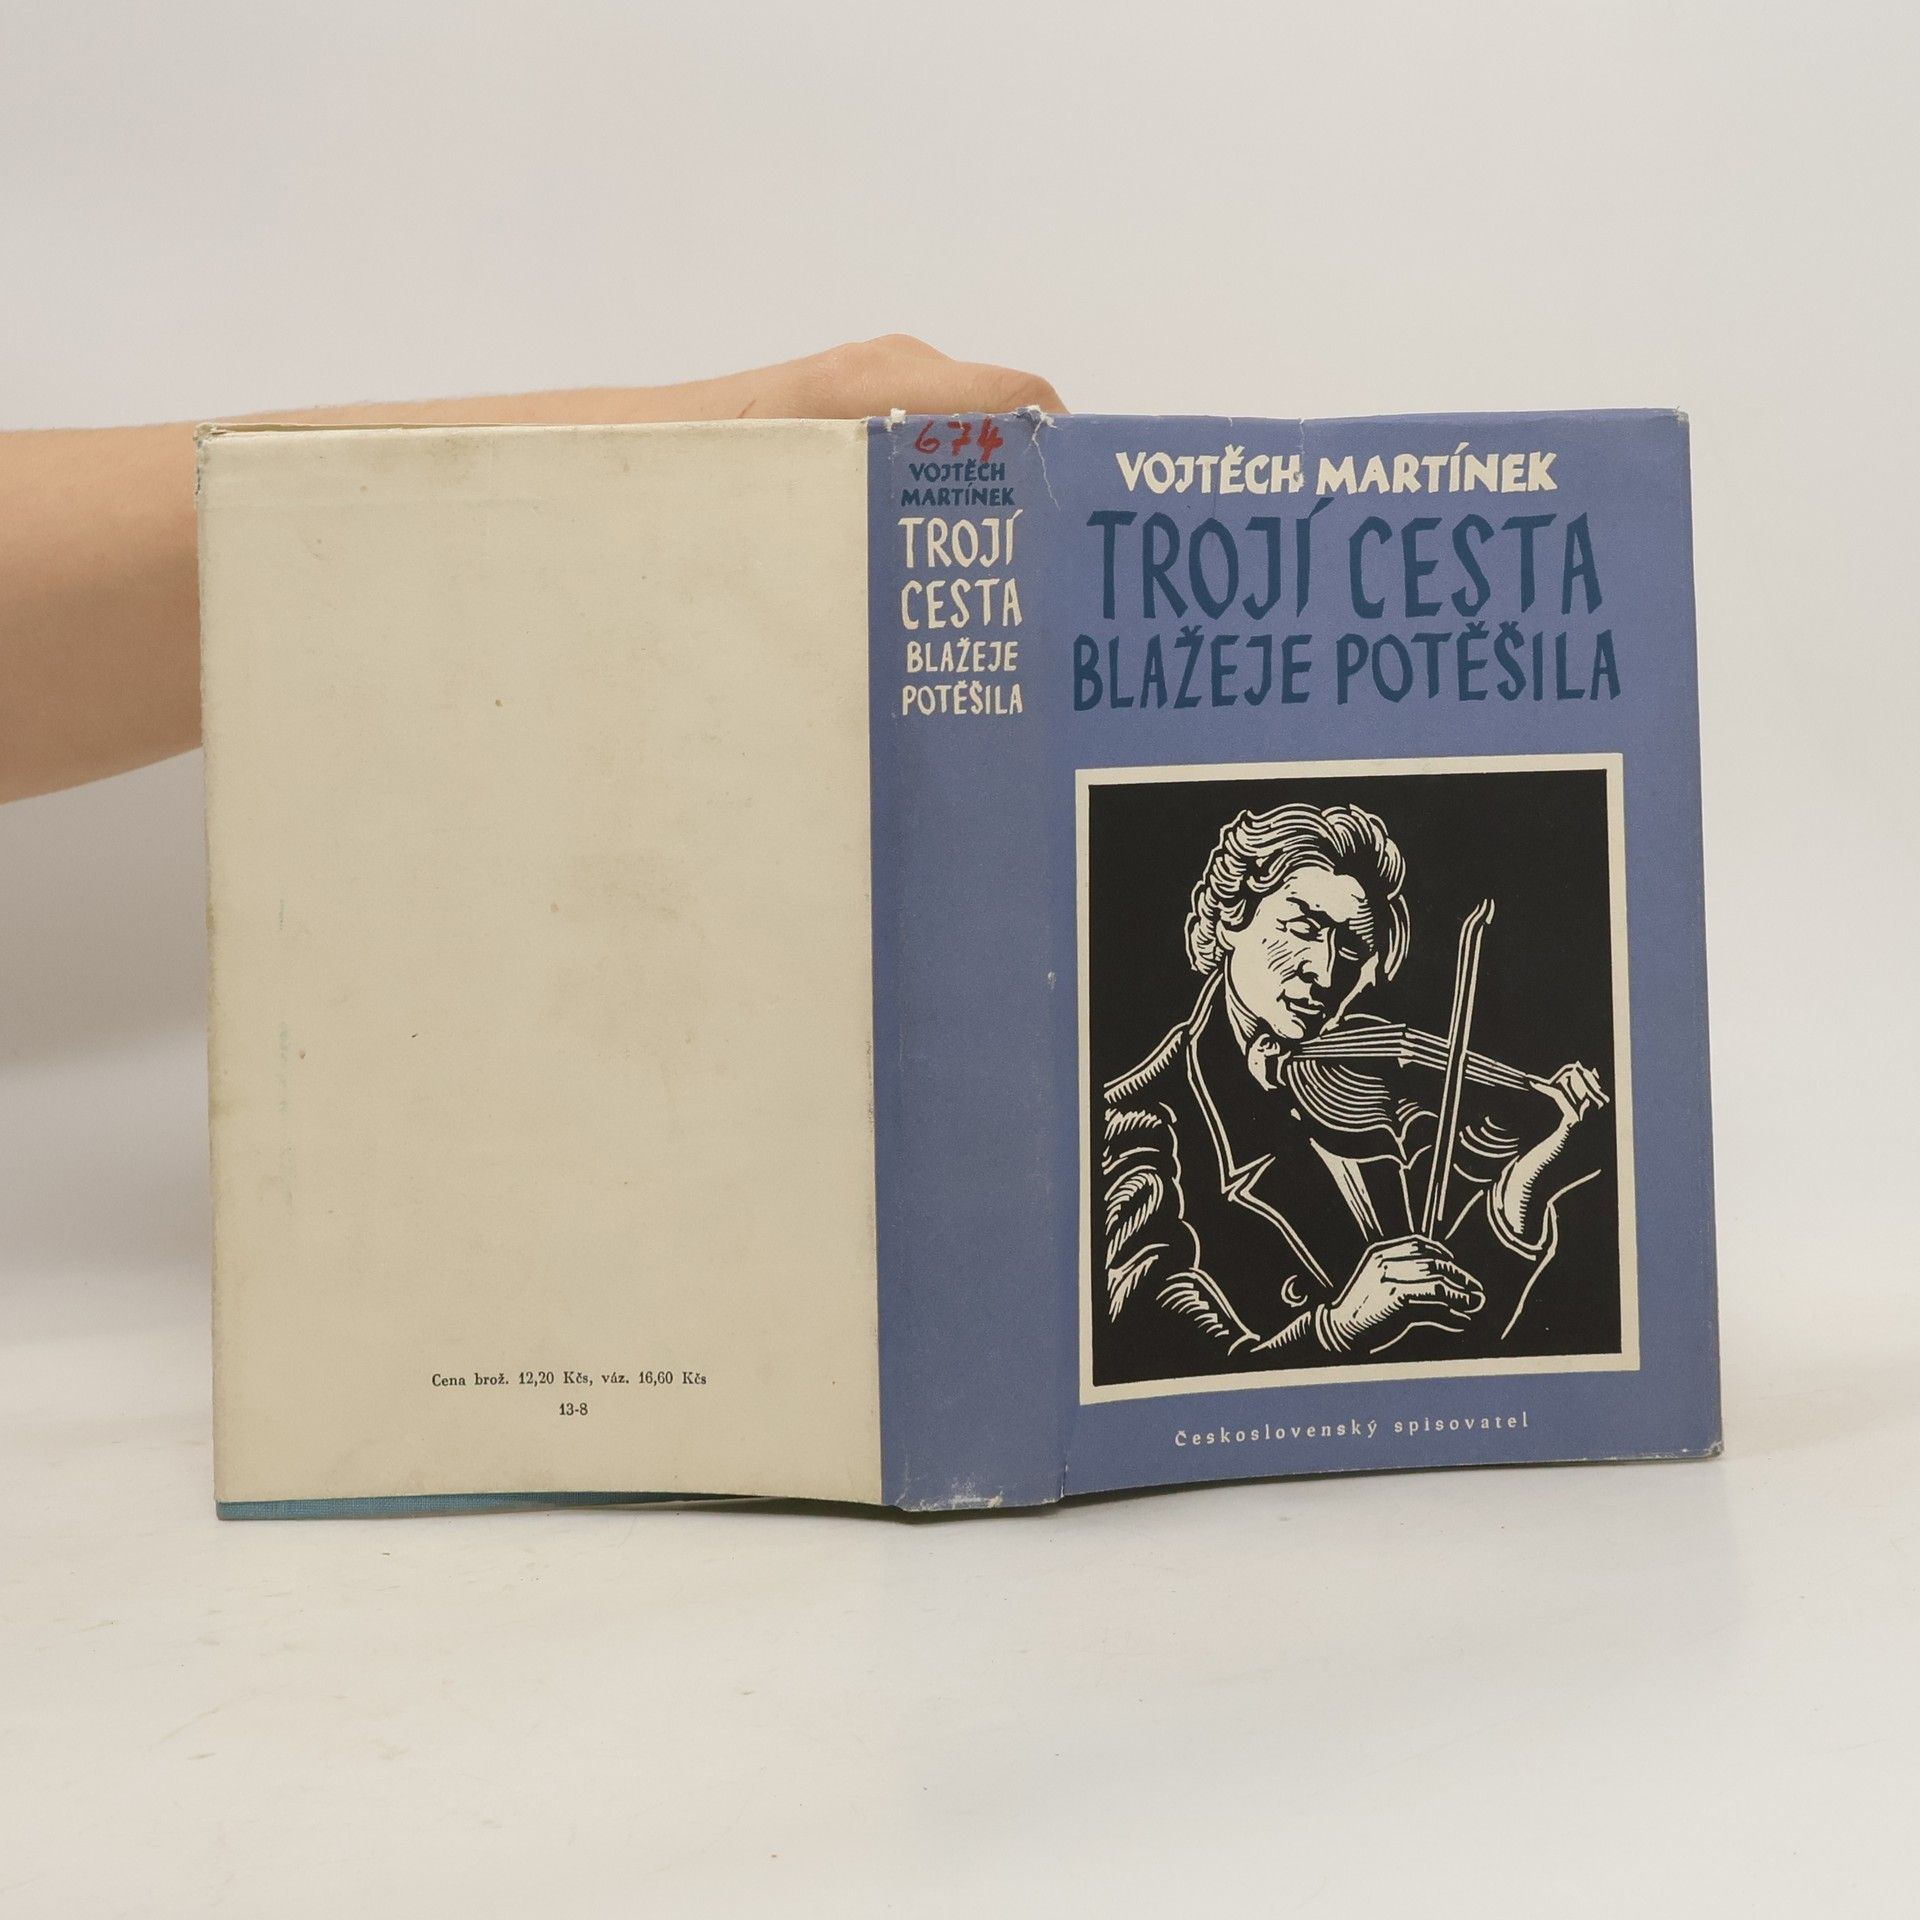 Cena brož. 12,20 Kčs, váz. 16,60 Kčs
13-8
674
VOJTĚCH
MARTÍNEK
TROJÍ
CESTA
BLAŽEJE
POTĚŠILA
VOJTĚCH MARTÍNEK
TROJÍ CESTA
BLAŽEJE POTĚŠILA
Československý spisovatel